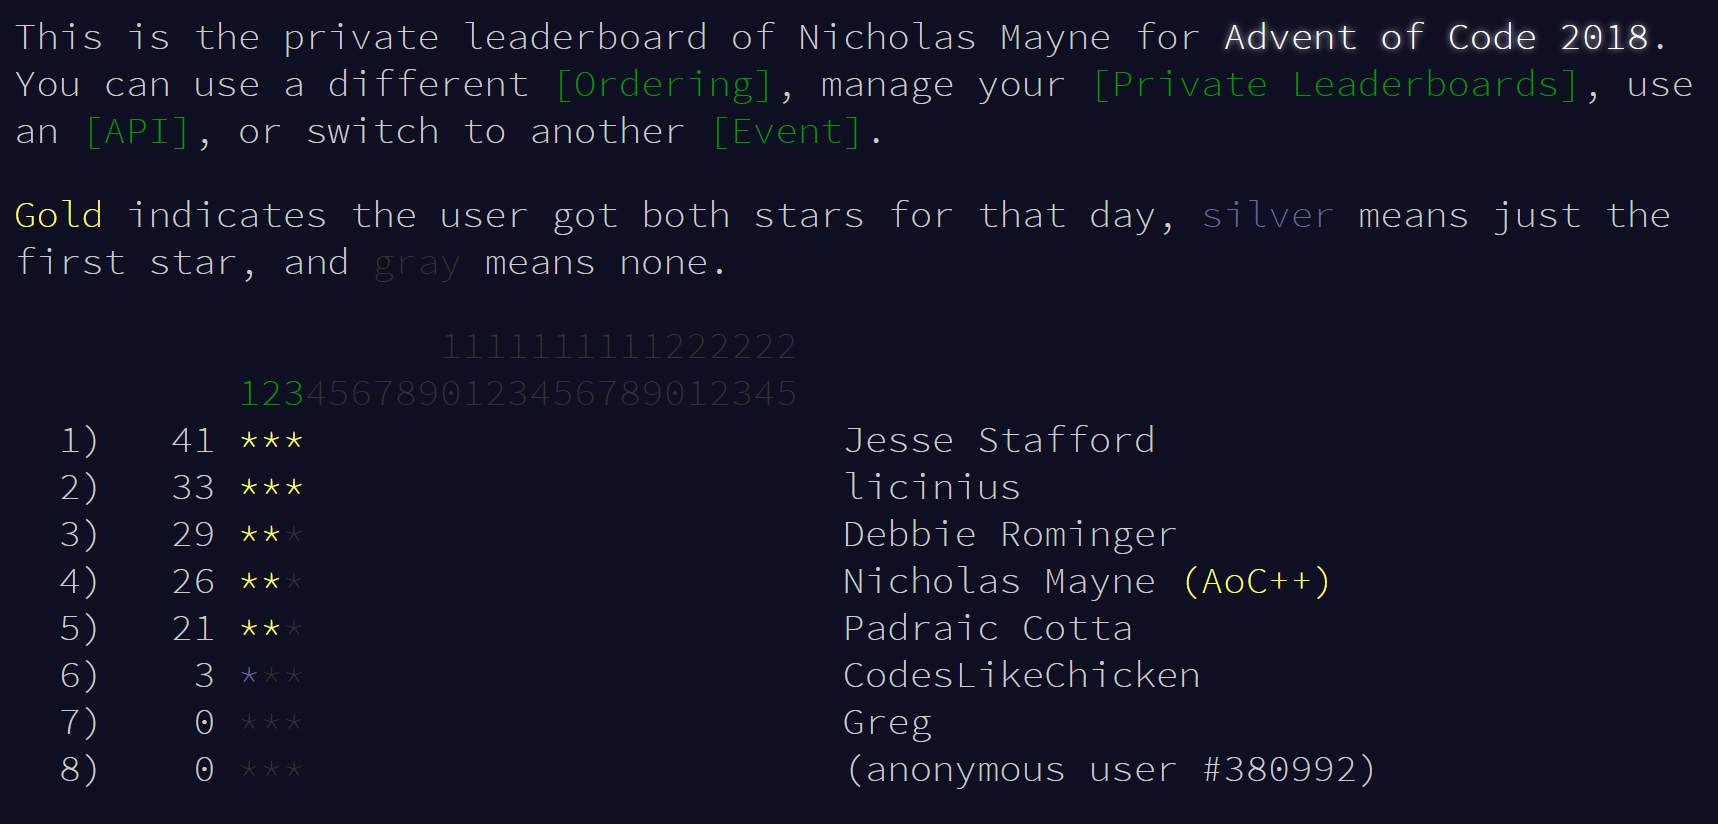 This is the private leaderboard of Nicholas Mayne for Advent of Code 2018.
You can use a different [Ordering], manage your [Private Leaderboards], use
an [API], or switch to another [Event].
Gold indicates the user got both stars for that day, silver means just the
first star, and gray means none.
1111111111222222
1234567890123456789012345
1) 41 *** Jesse Stafford
2) 33 *** licinius
3) 29 *** Debbie Rominger
4) 26 *** Nicholas Mayne (AoC++)
5) 21 *** Padraic Cotta
6) 3 *** CodesLikeChicken
7) 0 *** Greg
8) 0 *** (anonymous user #380992)